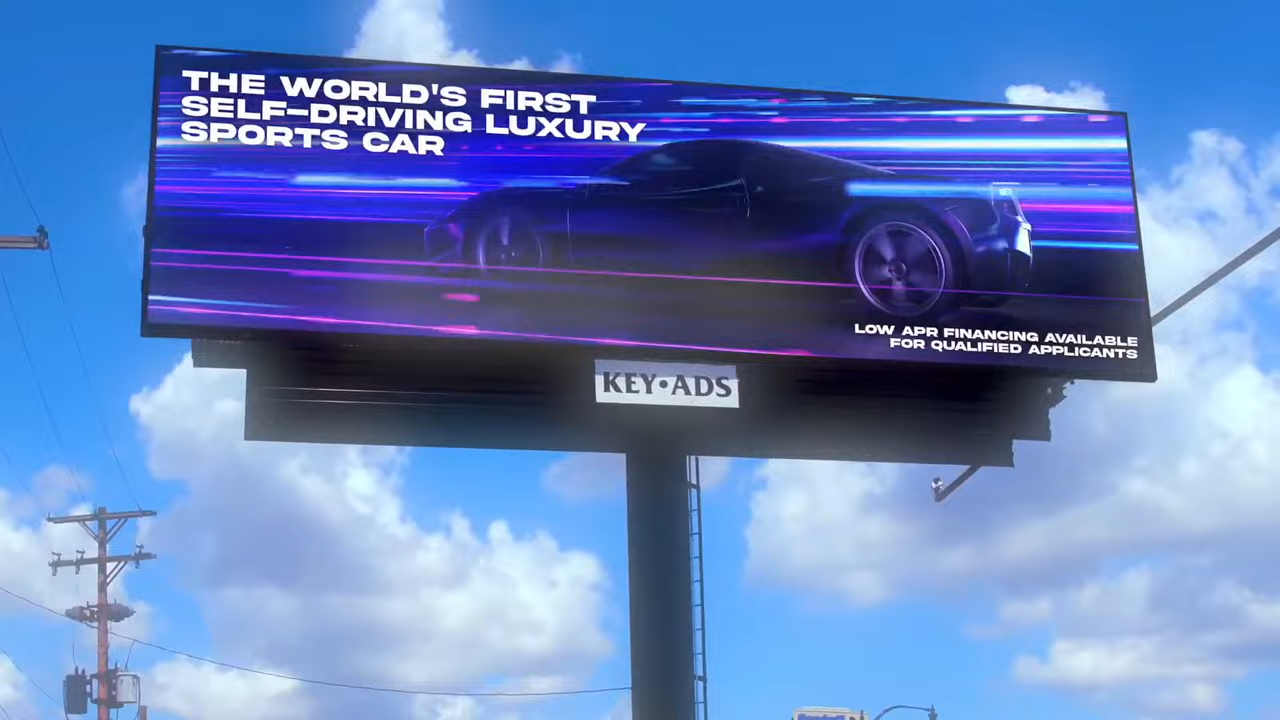 THE WORLD'S FIRST
SELF-DRIVING LUXURY
SPORTS CAR
LOW APR FINANCING AVAILABLE
FOR QUALIFIED APPLICANTS
KEY•ADS